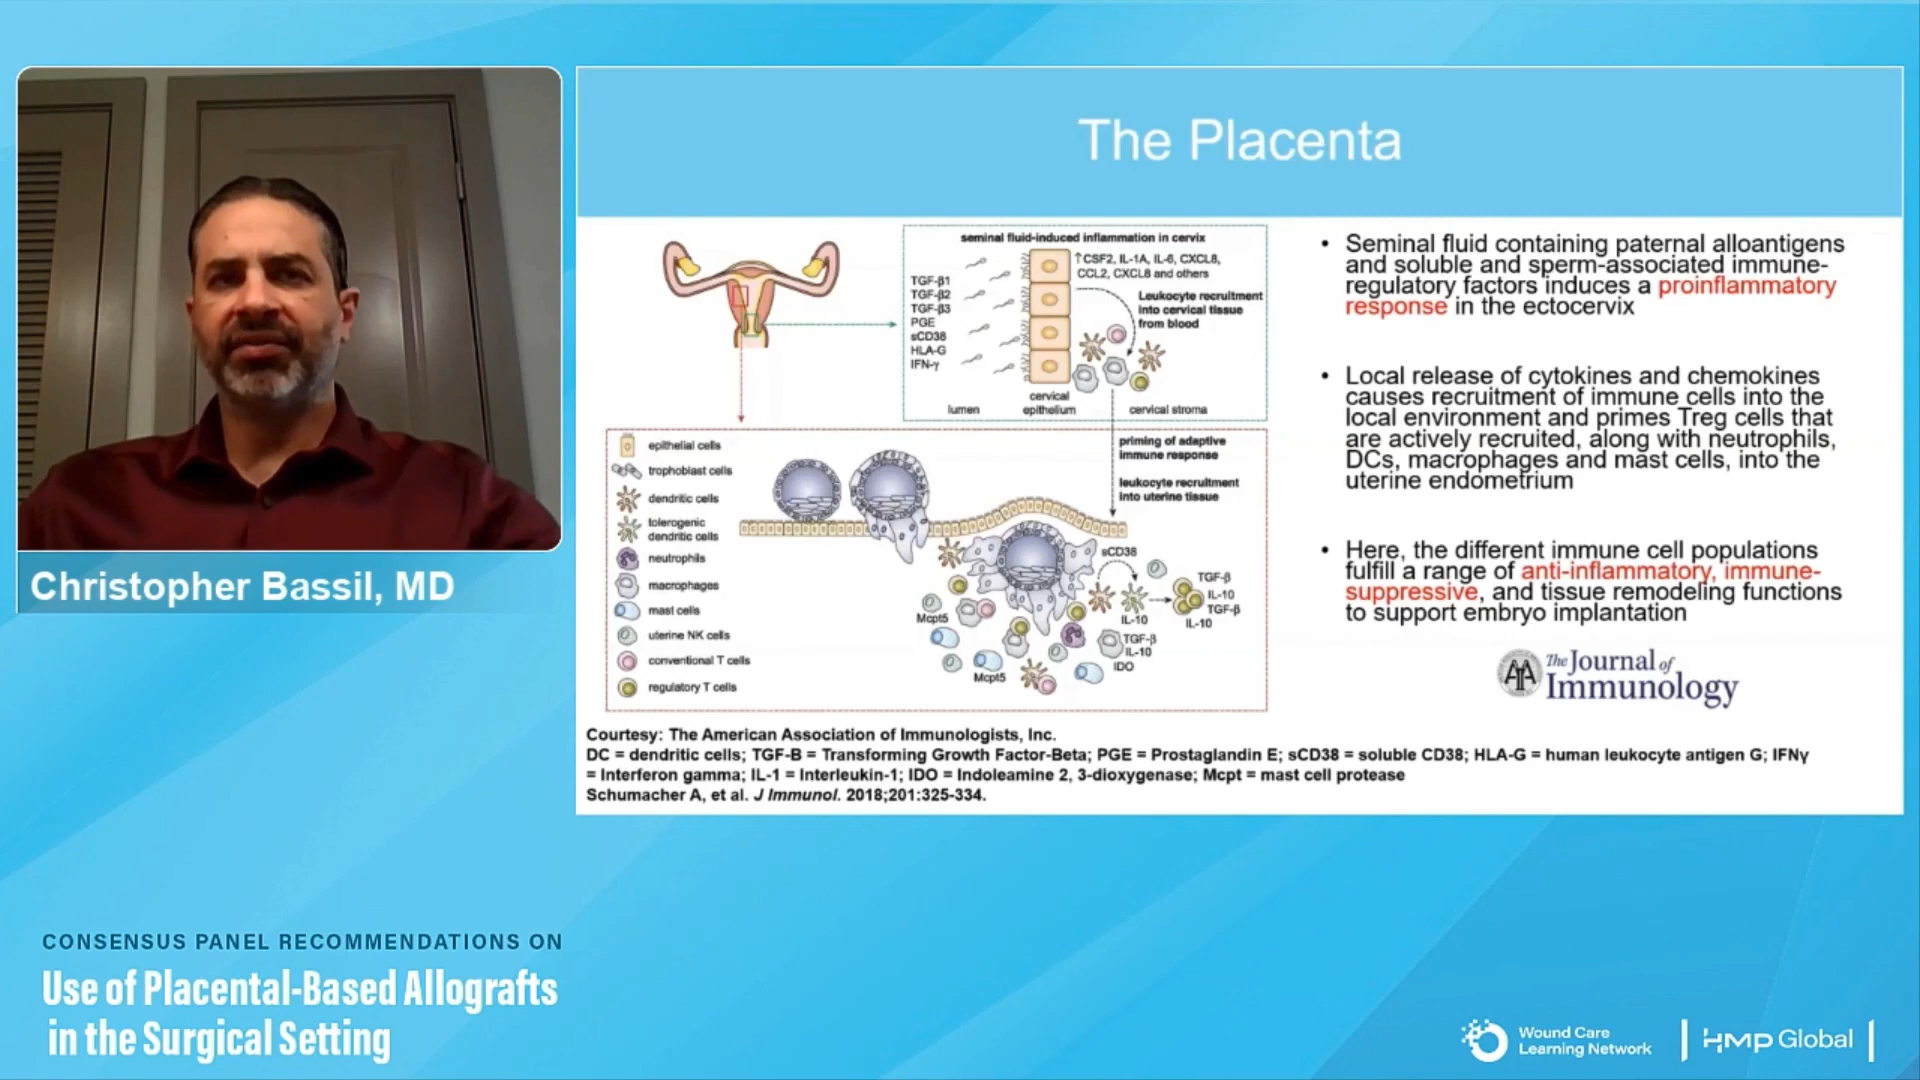 Christopher Bassil, MD
CONSENSUS PANEL RECOMMENDATIONS ON
Use of Placental-Based Allografts
in the Surgical Setting
The Placenta
seminal fluid-induced inflammation in cervix
TGF-β1
TGF-β2
TGF-β3
PGE
sCD38
HLA-G
IFN-γ
↑CSF2, IL-1A, IL-6, CXCL8,
CCL2, CXCL8 and others
Leukocyte recruitment
into cervical tissue
from blood
lumen
cervical
epithelium
cervical stroma
epithelial cells
trophoblast cells
dendritic cells
tolerogenic
dendritic cells
neutrophils
macrophages
mast cells
uterine NK cells
conventional T cells
regulatory T cells
priming of adaptive
immune response
leukocyte recruitment
into uterine tissue
sCD38
TGF-β
IL-10
TGF-β
IL-10
IL-10
Mcpt5
TGF-β
IL-10
IDO
Mcpt5
• Seminal fluid containing paternal alloantigens
and soluble and sperm-associated immune-
regulatory factors induces a proinflammatory
response in the ectocervix
• Local release of cytokines and chemokines
causes recruitment of immune cells into the
local environment and primes Treg cells that
are actively recruited, along with neutrophils,
DCs, macrophages and mast cells, into the
uterine endometrium
• Here, the different immune cell populations
fulfill a range of anti-inflammatory, immune-
suppressive, and tissue remodeling functions
to support embryo implantation
The Journal of
Immunology
Courtesy: The American Association of Immunologists, Inc.
DC = dendritic cells; TGF-B = Transforming Growth Factor-Beta; PGE = Prostaglandin E; sCD38 = soluble CD38; HLA-G = human leukocyte antigen G; IFNγ
= Interferon gamma; IL-1 = Interleukin-1; IDO = Indoleamine 2, 3-dioxygenase; Mcpt = mast cell protease
Schumacher A, et al. J Immunol. 2018;201:325-334.
Wound Care
Learning Network
HMP Global